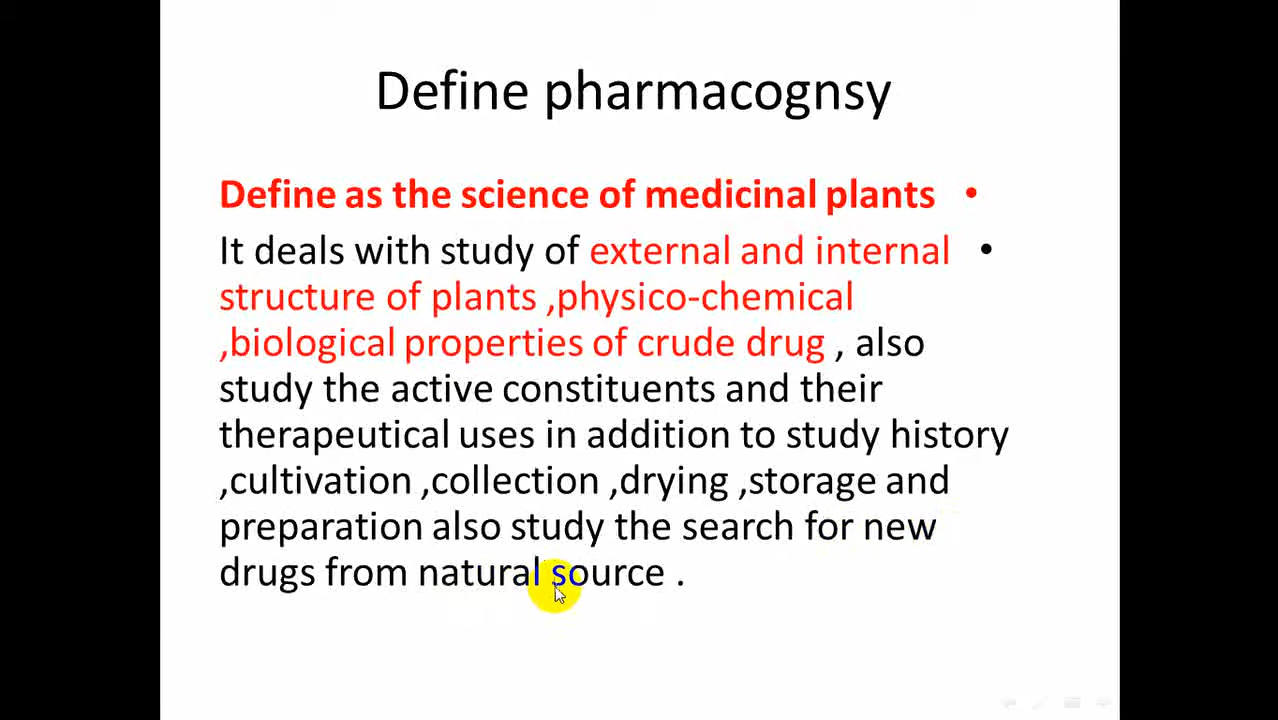 Define pharmacognsy
Define as the science of medicinal plants •
It deals with study of external and internal •
structure of plants ,physico-chemical
,biological properties of crude drug , also
study the active constituents and their
therapeutical uses in addition to study history
,cultivation ,collection ,drying ,storage and
preparation also study the search for new
drugs from natural source .